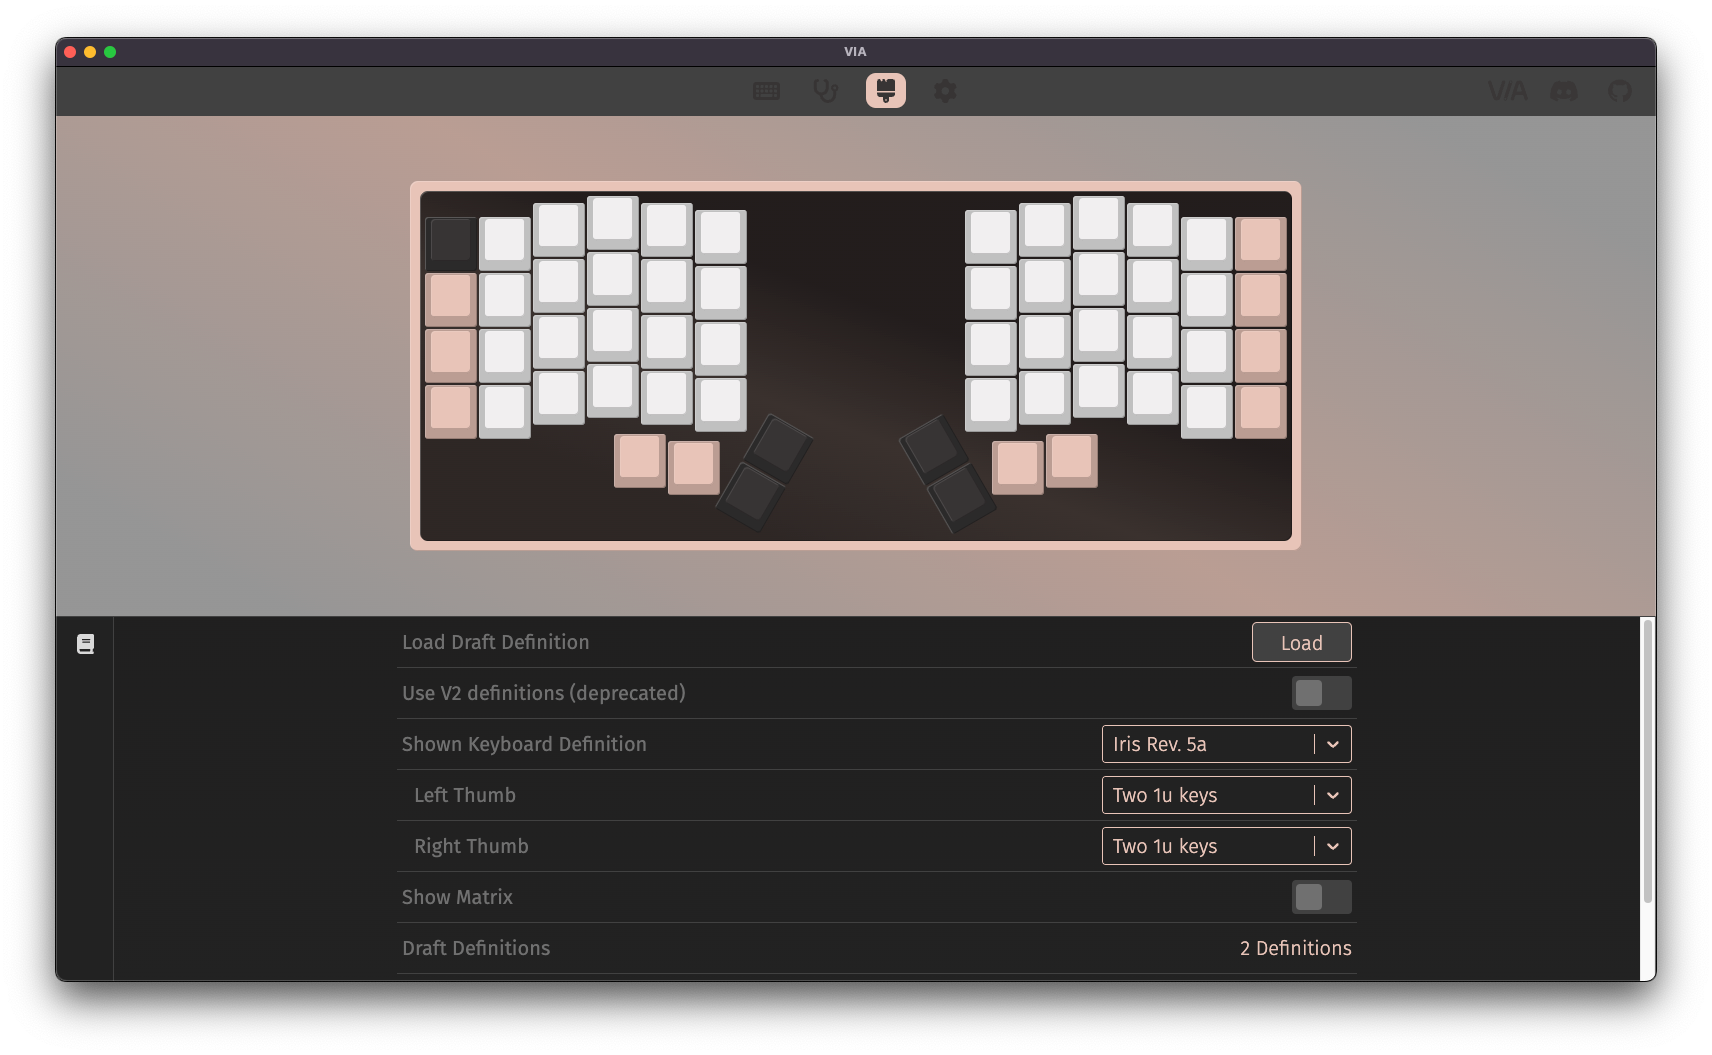 VIA
VIA
Load Draft Definition
Load
Use V2 definitions (deprecated)
Shown Keyboard Definition
Iris Rev. 5a
Left Thumb
Two 1u keys
Right Thumb
Two 1u keys
Show Matrix
Draft Definitions
2 Definitions